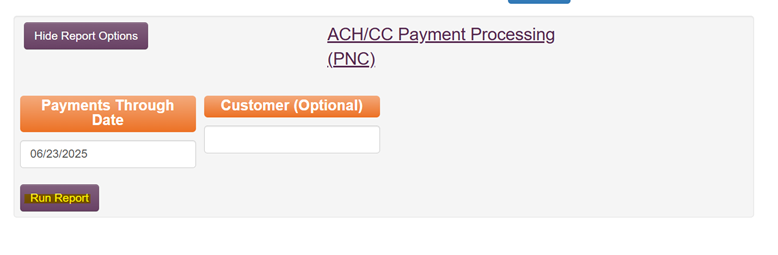 Hide Report Options
ACH/CC Payment Processing
(PNC)
Payments Through
Date
Customer (Optional)
06/23/2025
Run Report